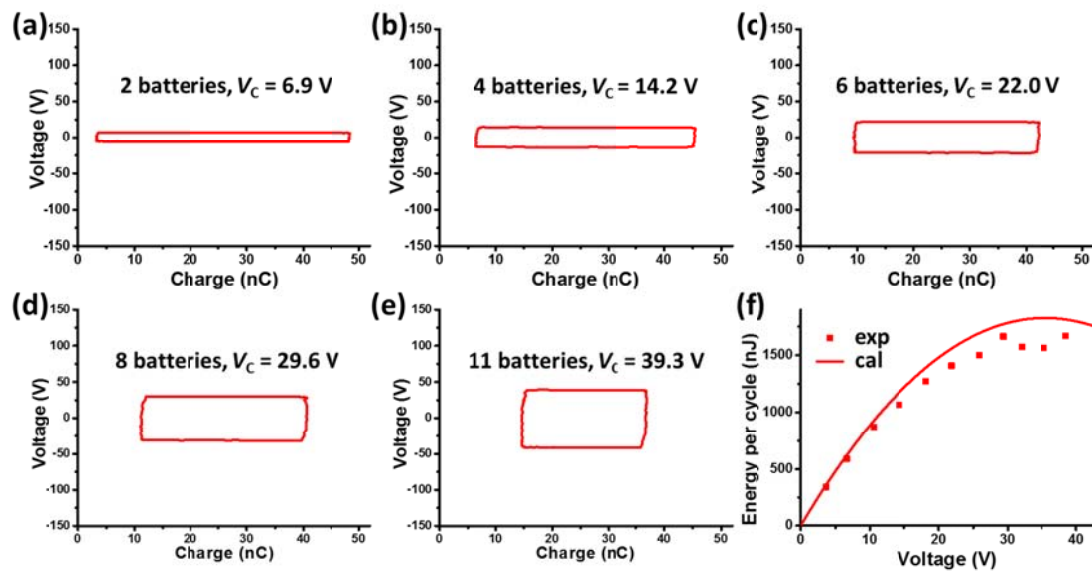 (a)
150
100
50
0
-50
-100
-150
Voltage (V)
2 batteries, VC = 6.9 V
0 10 20 30 40 50
Charge (nC)
(b)
150
100
50
0
-50
-100
-150
Voltage (V)
4 batteries, VC = 14.2 V
0 10 20 30 40 50
Charge (nC)
(c)
150
100
50
0
-50
-100
-150
Voltage (V)
6 batteries, VC = 22.0 V
0 10 20 30 40 50
Charge (nC)
(d)
150
100
50
0
-50
-100
-150
Voltage (V)
8 batteries, VC = 29.6 V
0 10 20 30 40 50
Charge (nC)
(e)
150
100
50
0
-50
-100
-150
Voltage (V)
11 batteries, VC = 39.3 V
0 10 20 30 40 50
Charge (nC)
(f)
1500
1000
500
0
Energy per cycle (nJ)
exp
cal
0 10 20 30 40
Voltage (V)